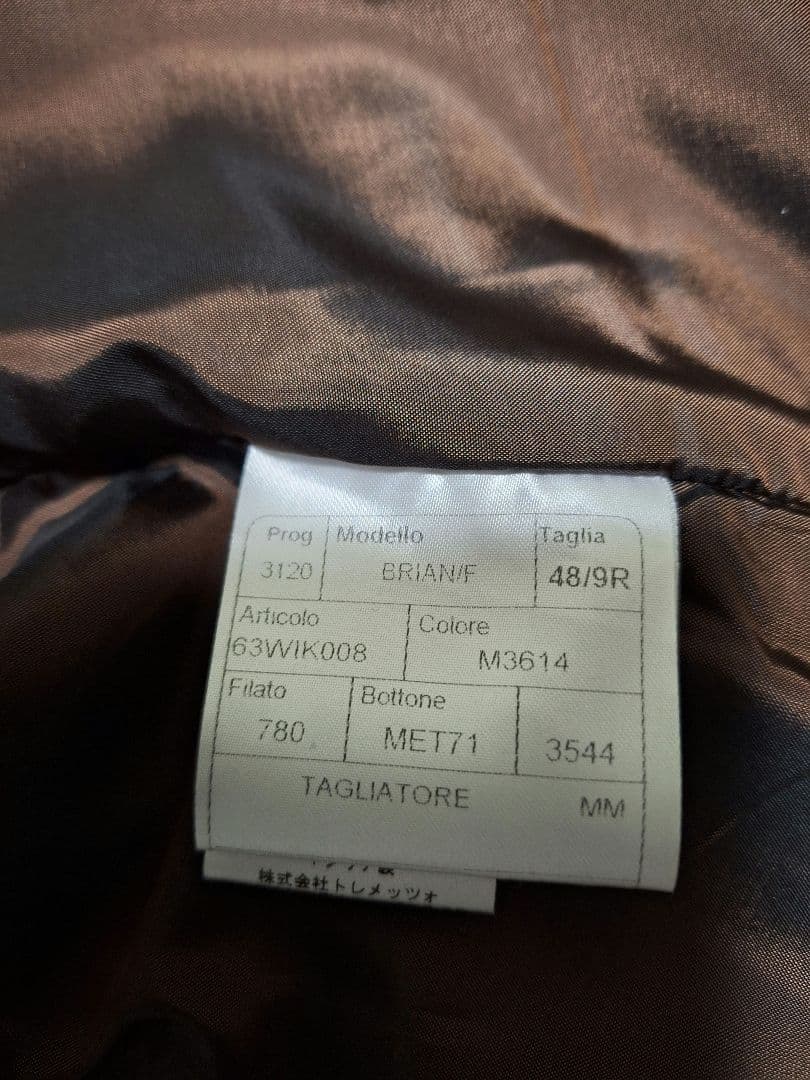 Prog Modello Taglia
3120 BRIAN/F 48/9R
Articolo Colore
63WIK008 M3614
Filato Bottone
780 MET71 3544
TAGLIATORE MM
株式会社トレメッツォ